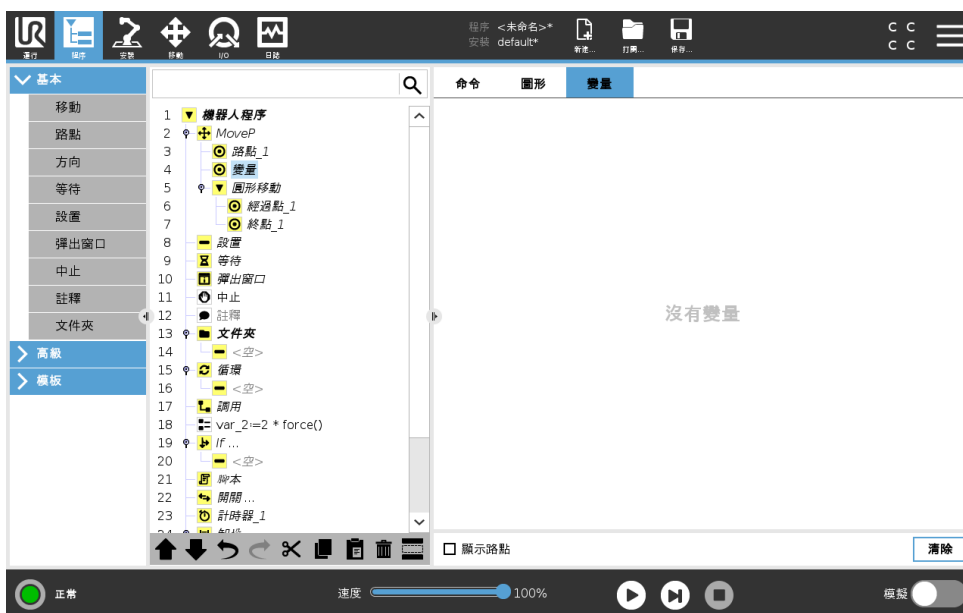 UR
運行
程序
安裝
移動
I/O
日誌
程序 <未命名>*
安裝 default*
新建...
打開...
保存...
C C
C C
基本
移動
路點
方向
等待
設置
彈出窗口
中止
註釋
文件夾
高級
模板
1 機器人程序
2 MoveP
3 路點_1
4 變量
5 圓形移動
6 經過點_1
7 終點_1
8 設置
9 等待
10 彈出窗口
11 中止
12 註釋
13 文件夾
14 <空>
15 循環
16 <空>
17 調用
18 var_2:=2 * force()
19 If ...
20 <空>
21 腳本
22 開關 ...
23 計時器_1
命令
圖形
變量
沒有變量
顯示路點
清除
正常
速度
100%
模擬